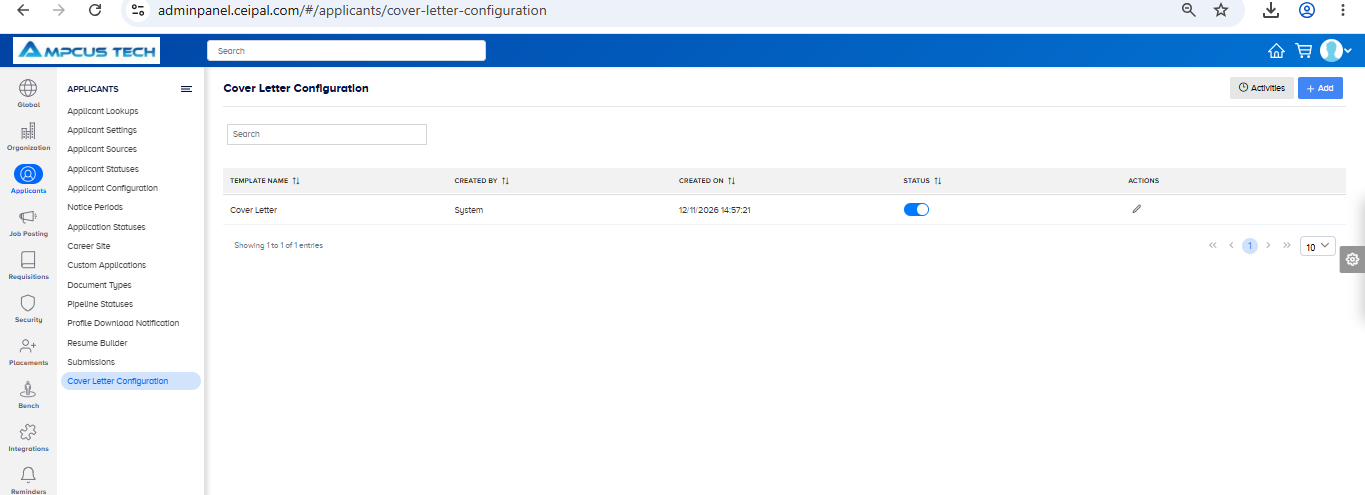 adminpanel.ceipal.com/#/applicants/cover-letter-configuration
AMPCUS TECH
Search
Global
Organization
Applicants
Job Posting
Requisitions
Security
Placements
Bench
Integrations
Reminders
APPLICANTS
Applicant Lookups
Applicant Settings
Applicant Sources
Applicant Statuses
Applicant Configuration
Notice Periods
Application Statuses
Career Site
Custom Applications
Document Types
Pipeline Statuses
Profile Download Notification
Resume Builder
Submissions
Cover Letter Configuration
Cover Letter Configuration
Activities
+ Add
Search
TEMPLATE NAME CREATED BY CREATED ON STATUS ACTIONS
Cover Letter System 12/11/2026 14:57:21
Showing 1 to 1 of 1 entries
« ‹ 1 › » 10